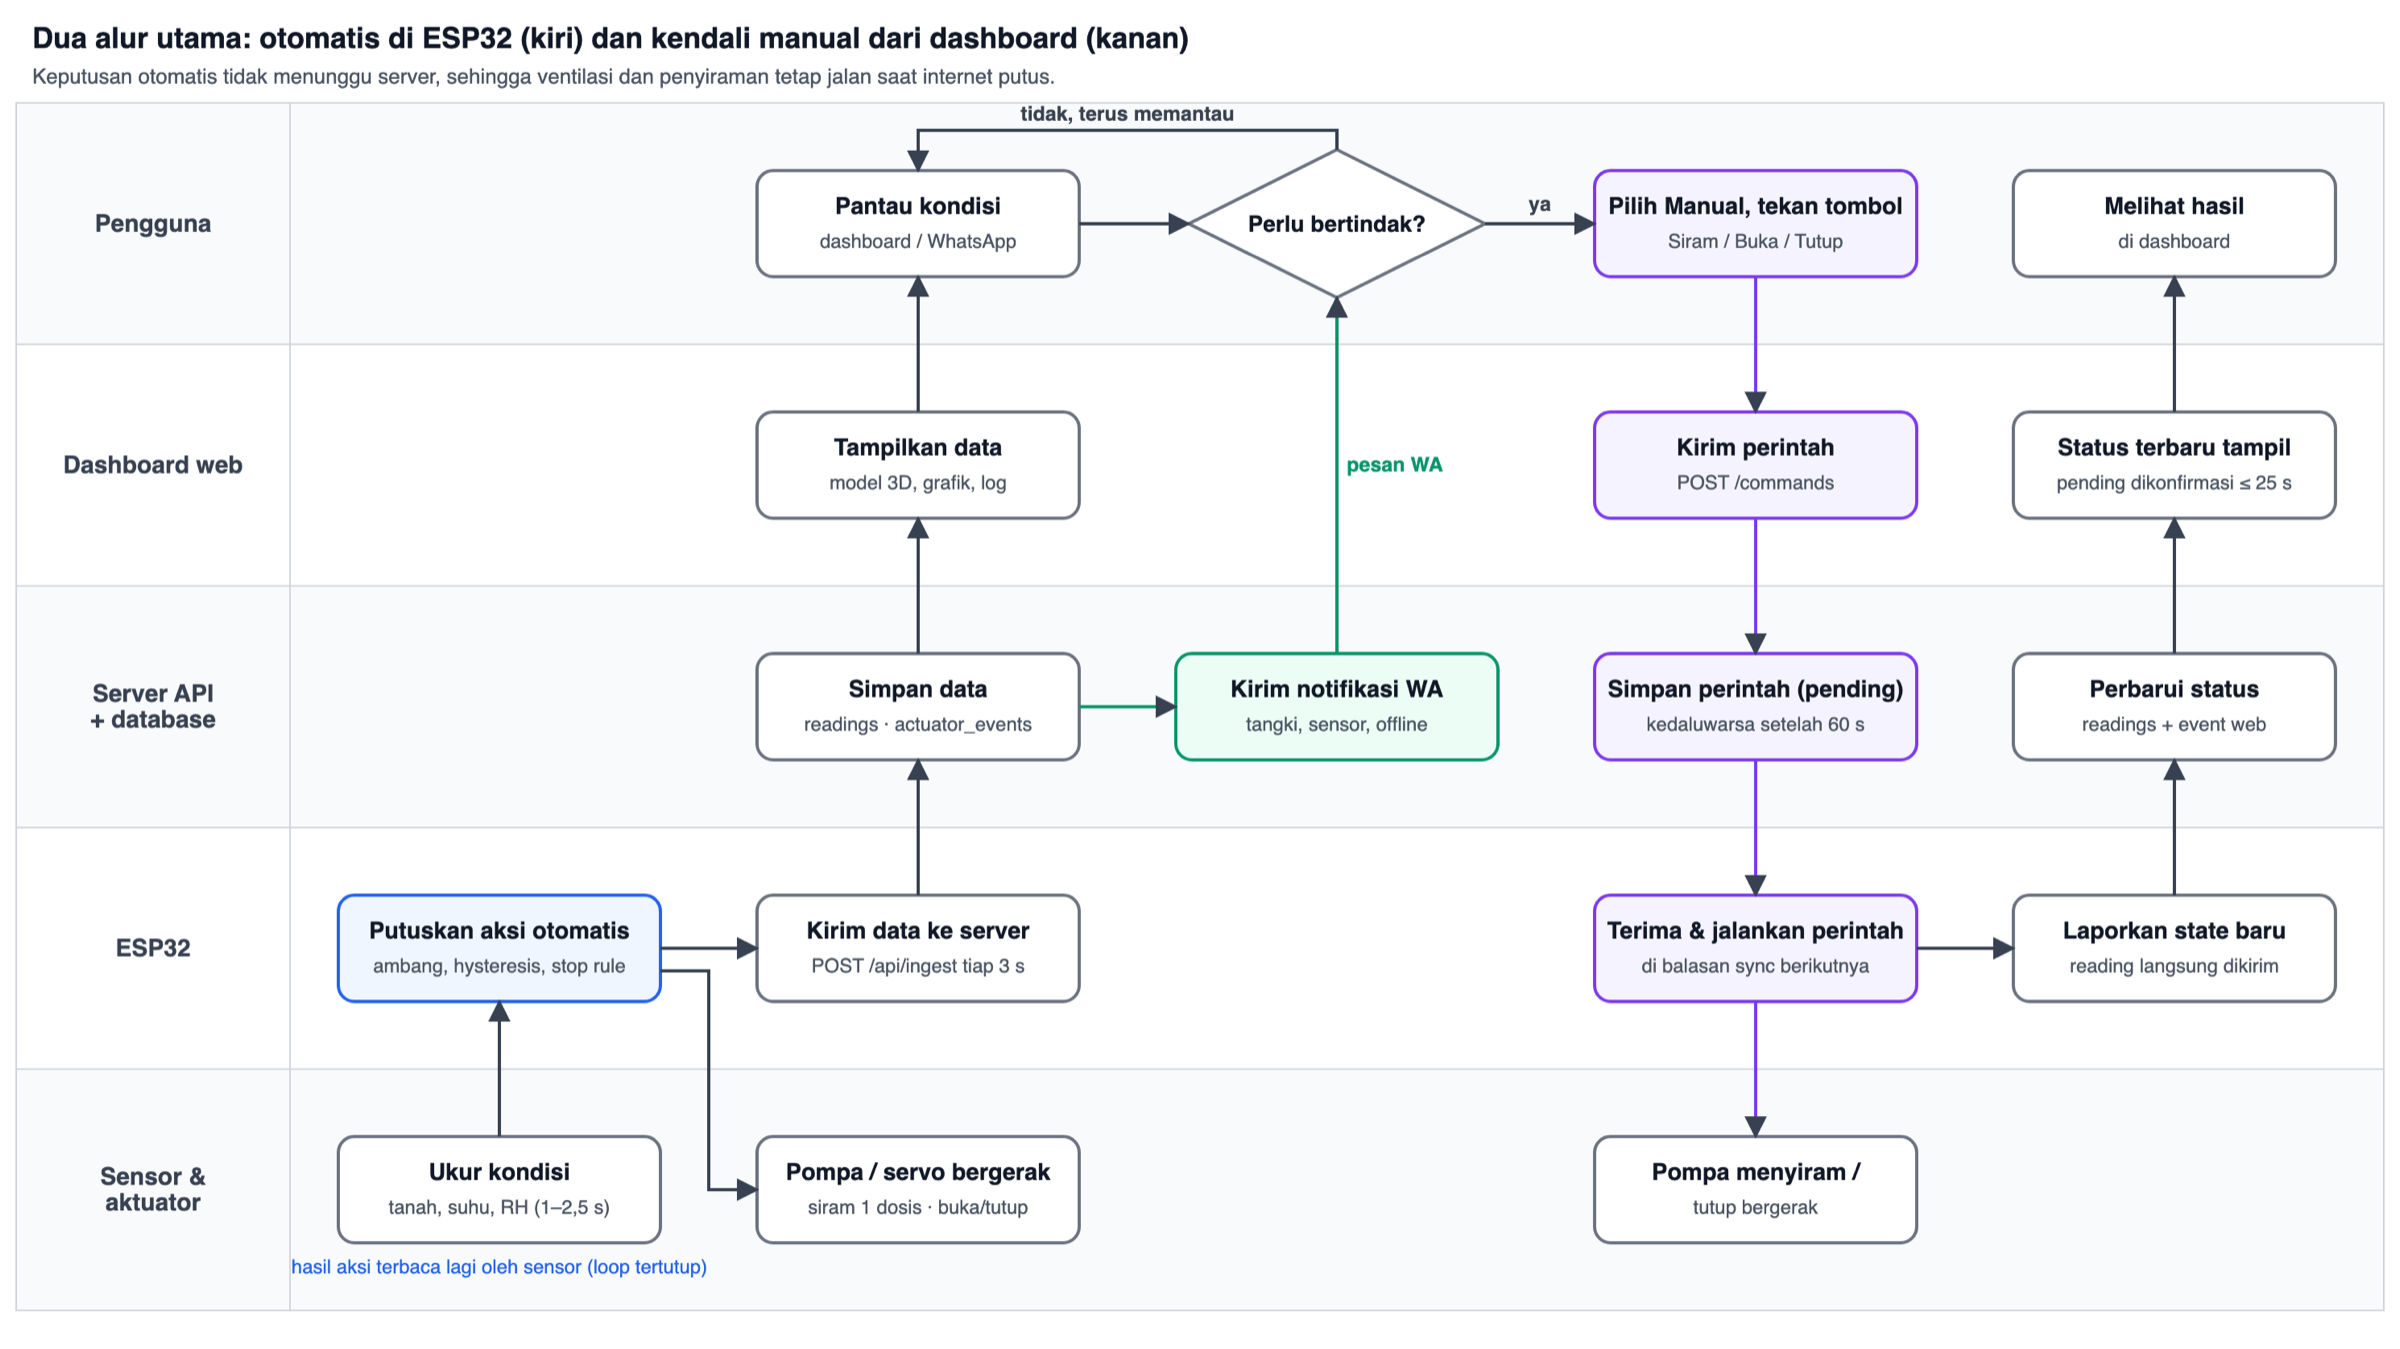 Dua alur utama: otomatis di ESP32 (kiri) dan kendali manual dari dashboard (kanan)
Keputusan otomatis tidak menunggu server, sehingga ventilasi dan penyiraman tetap jalan saat internet putus.
tidak, terus memantau
Pengguna
Pantau kondisi
dashboard / WhatsApp
Perlu bertindak?
ya
Pilih Manual, tekan tombol
Siram / Buka / Tutup
Melihat hasil
di dashboard
Dashboard web
Tampilkan data
model 3D, grafik, log
pesan WA
Kirim perintah
POST /commands
Status terbaru tampil
pending dikonfirmasi ≤ 25 s
Server API
+ database
Simpan data
readings · actuator_events
Kirim notifikasi WA
tangki, sensor, offline
Simpan perintah (pending)
kedaluwarsa setelah 60 s
Perbarui status
readings + event web
ESP32
Putuskan aksi otomatis
ambang, hysteresis, stop rule
Kirim data ke server
POST /api/ingest tiap 3 s
Terima & jalankan perintah
di balasan sync berikutnya
Laporkan state baru
reading langsung dikirim
Sensor &
aktuator
Ukur kondisi
tanah, suhu, RH (1–2,5 s)
Pompa / servo bergerak
siram 1 dosis · buka/tutup
Pompa menyiram /
tutup bergerak
hasil aksi terbaca lagi oleh sensor (loop tertutup)